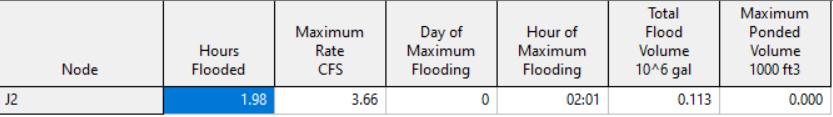 Node
Hours
Flooded
Maximum
Rate
CFS
Day of
Maximum
Flooding
Hour of
Maximum
Flooding
Total
Flood
Volume
10^6 gal
Maximum
Ponded
Volume
1000 ft3
J2
1.98
3.66
0
02:01
0.113
0.000